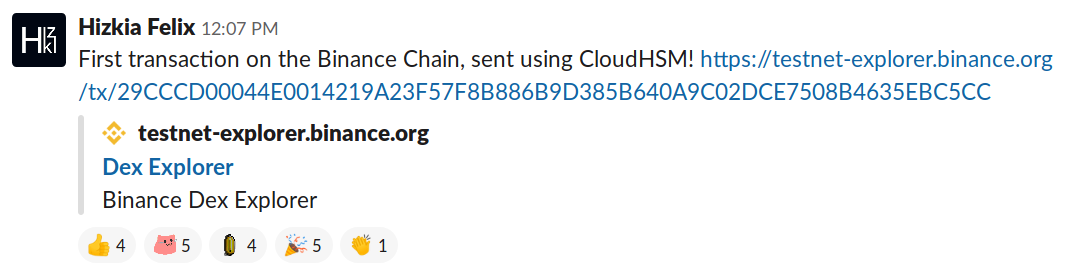 Hizkia Felix 12:07 PM
First transaction on the Binance Chain, sent using CloudHSM! https://testnet-explorer.binance.org
/tx/29CCCD00044E0014219A23F57F8B886B9D385B640A9C02DCE7508B4635EBC5CC
testnet-explorer.binance.org
Dex Explorer
Binance Dex Explorer
4 5 4 5 1